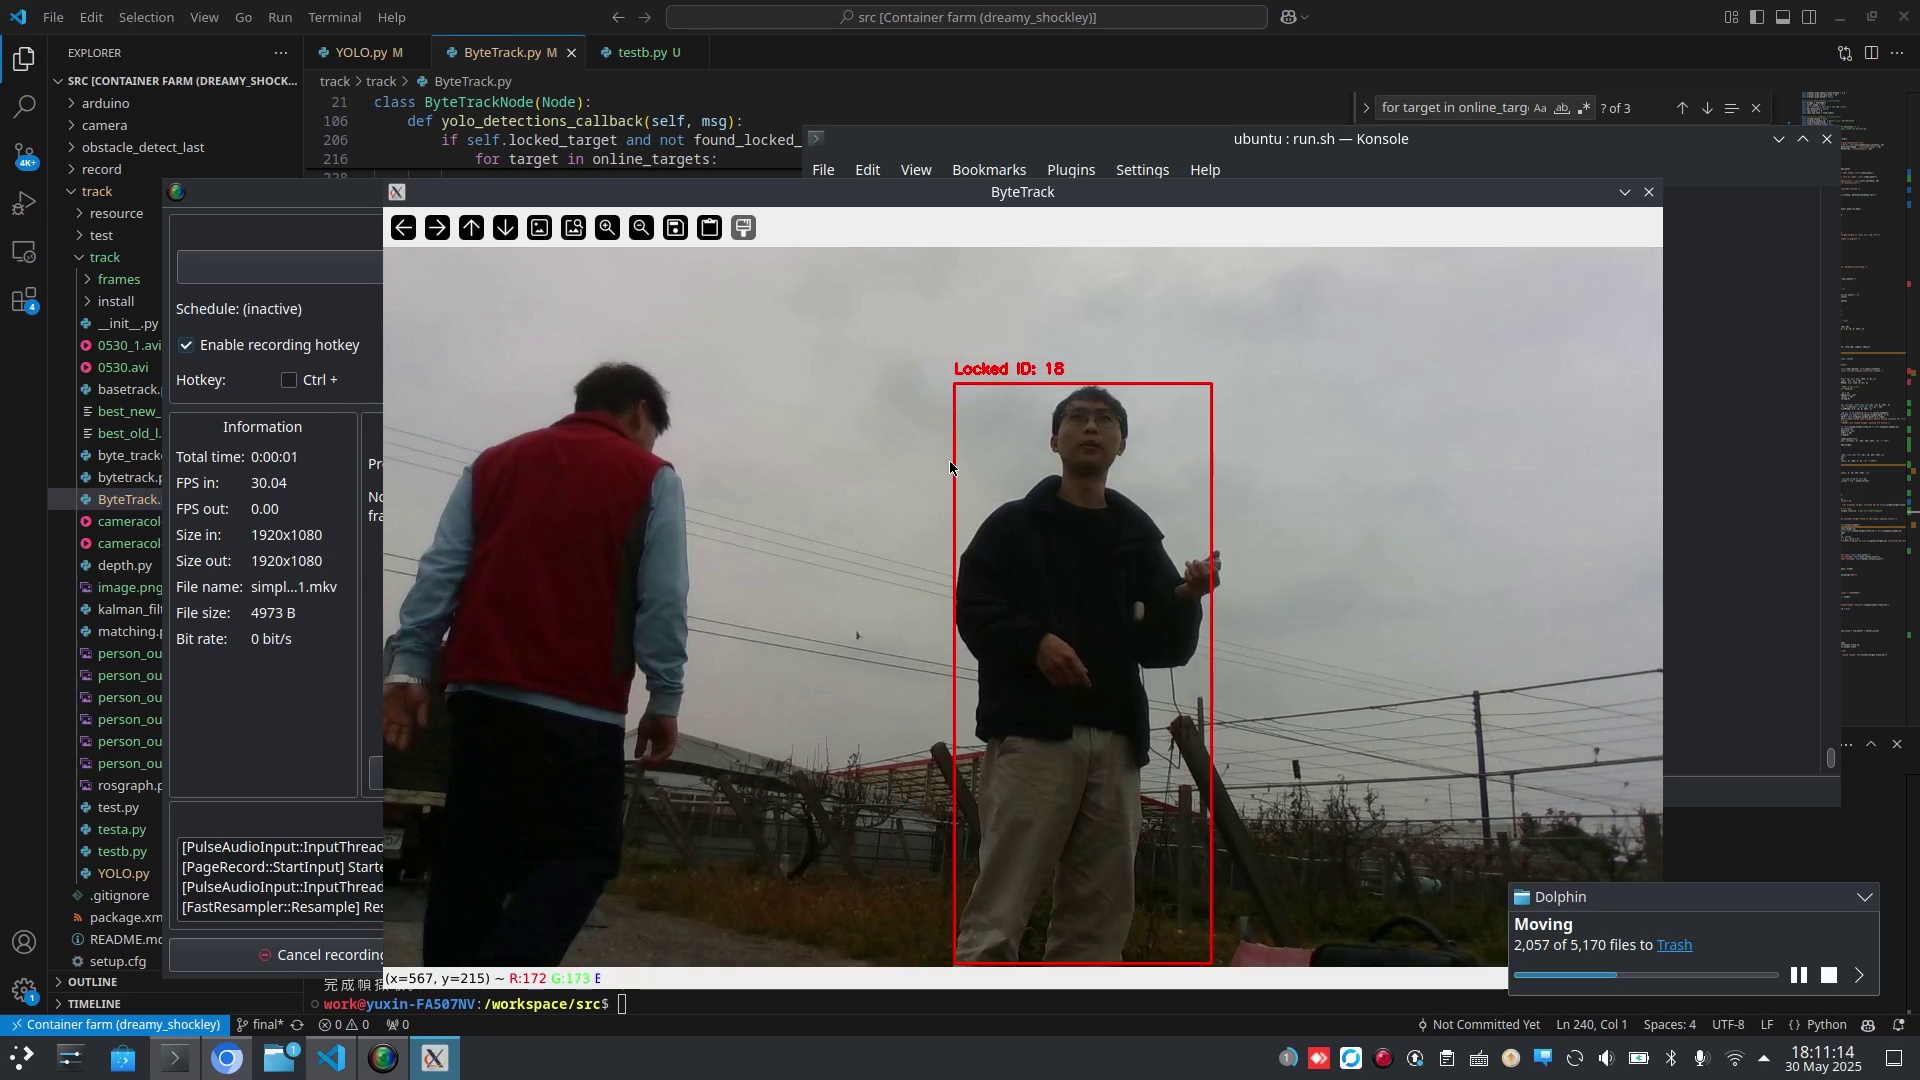 File Edit Selection View Go Run Terminal Help
src [Container farm (dreamy_shockley)]
EXPLORER
YOLO.py M
ByteTrack.py M
testb.py U
SRC [CONTAINER FARM (DREAMY_SHOCK...
track > track > ByteTrack.py
arduino
camera
obstacle_detect_last
record
track
resource
test
track
frames
install
__init__.py
0530_1.avi
0530.avi
basetrack.
best_new_
best_old_l.
byte_track
bytetrack.p
ByteTrack.
cameracol
cameracol
depth.py
image.png
kalman_filt
matching.p
person_ou
person_ou
person_ou
person_ou
person_ou
person_ou
rosgraph.p
test.py
testa.py
testb.py
YOLO.py
.gitignore
package.xm
README.md
setup.cfg
OUTLINE
TIMELINE
4K+
4
1
21 class ByteTrackNode(Node):
106 def yolo_detections_callback(self, msg):
206 if self.locked_target and not found_locked_
216 for target in online_targets:
for target in online_targ
Aa ab ? of 3
ubuntu : run.sh — Konsole
File Edit View Bookmarks Plugins Settings Help
Schedule: (inactive)
Enable recording hotkey
Hotkey: Ctrl +
Information
Total time: 0:00:01
FPS in: 30.04
FPS out: 0.00
Size in: 1920x1080
Size out: 1920x1080
File name: simpl...1.mkv
File size: 4973 B
Bit rate: 0 bit/s
Pr
No
fra
[PulseAudioInput::InputThread
[PageRecord::StartInput] Starte
[PulseAudioInput::InputThread
[FastResampler::Resample] Res
Cancel recording
ByteTrack
Locked ID: 18
(x=567, y=215) ~ R:172 G:173 B
work@yuxin-FA507NV:/workspace/src$
Dolphin
Moving
2,057 of 5,170 files to Trash
Container farm (dreamy_shockley) final* 0 0 0
Not Committed Yet Ln 240, Col 1 Spaces: 4 UTF-8 LF {} Python
1
1
18:11:14
30 May 2025